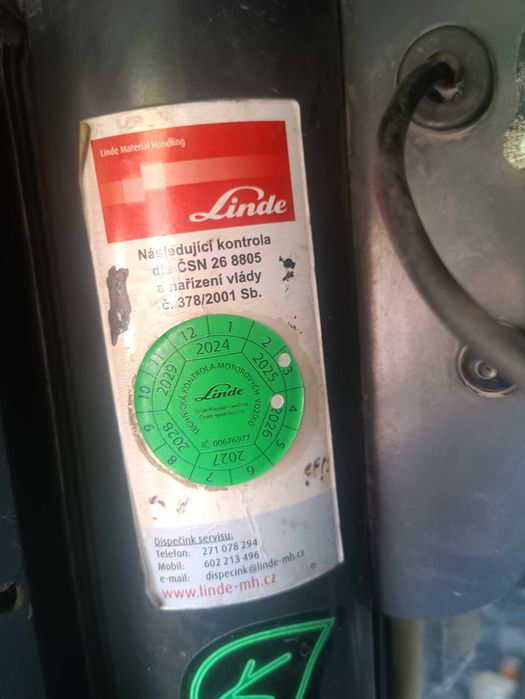 Linde Material Handling
Linde
Následující kontrola
dle ČSN 26 8805
a nařízení vlády
č. 378/2001 Sb.
12 1 2 3 4 5 6 7 8 9 10 11
2024 2025 2026 2027 2028 2029
TECHNICKÁ KONTROLA MOTOROVÝCH VOZÍKŮ
Linde
Linde Material Handling
Česká republika s.r.o.
IČ: 00676977
Dispečink servisu:
Telefon: 271 078 294
Mobil: 602 213 496
e-mail: dispecink@linde-mh.cz
www.linde-mh.cz